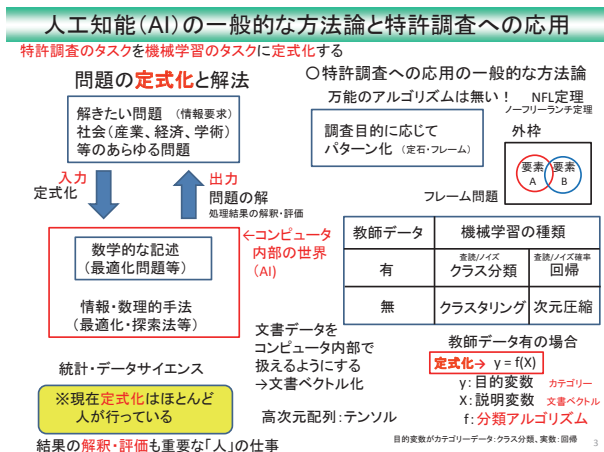 人工知能（AI）の一般的な方法論と特許調査への応用
特許調査のタスクを機械学習のタスクに定式化する
問題の定式化と解法
解きたい問題 （情報要求）
社会（産業、経済、学術）
等のあらゆる問題
入力
定式化
出力
問題の解
処理結果の解釈・評価
数学的な記述
（最適化問題等）
情報・数理的手法
（最適化・探索法等）
←コンピュータ
内部の世界
（AI）
統計・データサイエンス
※現在定式化はほとんど
人が行っている
結果の解釈・評価も重要な「人」の仕事
文書データを
コンピュータ内部で
扱えるようにする
→文書ベクトル化
高次元配列：テンソル
〇特許調査への応用の一般的な方法論
万能のアルゴリズムは無い！ NFL定理
ノーフリーランチ定理
調査目的に応じて
パターン化 （定石・フレーム）
外枠
要素 要素
A B
フレーム問題
教師データ 機械学習の種類
有 査読/ノイズ 査読/ノイズ確率
クラス分類 回帰
無 クラスタリング 次元圧縮
教師データ有の場合
定式化→ y = f(X)
y：目的変数 カテゴリー
X：説明変数 文書ベクトル
f：分類アルゴリズム
目的変数がカテゴリーデータ：クラス分類、実数：回帰
3